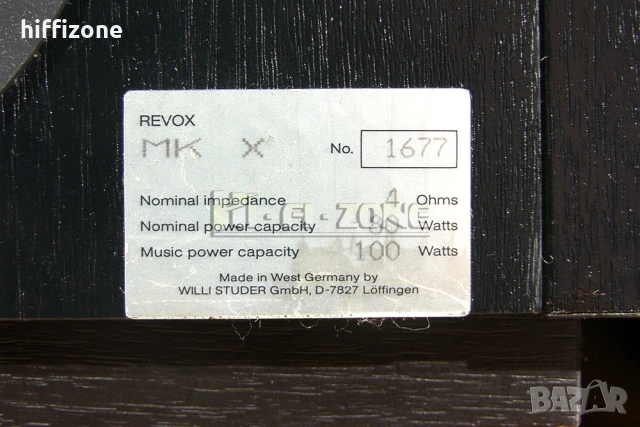 hiffizone
REVOX
MK X No. 1677
Nominal impedance 4 Ohms
Nominal power capacity Watts
Music power capacity 100 Watts
Made in West Germany by
WILLI STUDER GmbH, D-7827 Löffingen
BAZAR